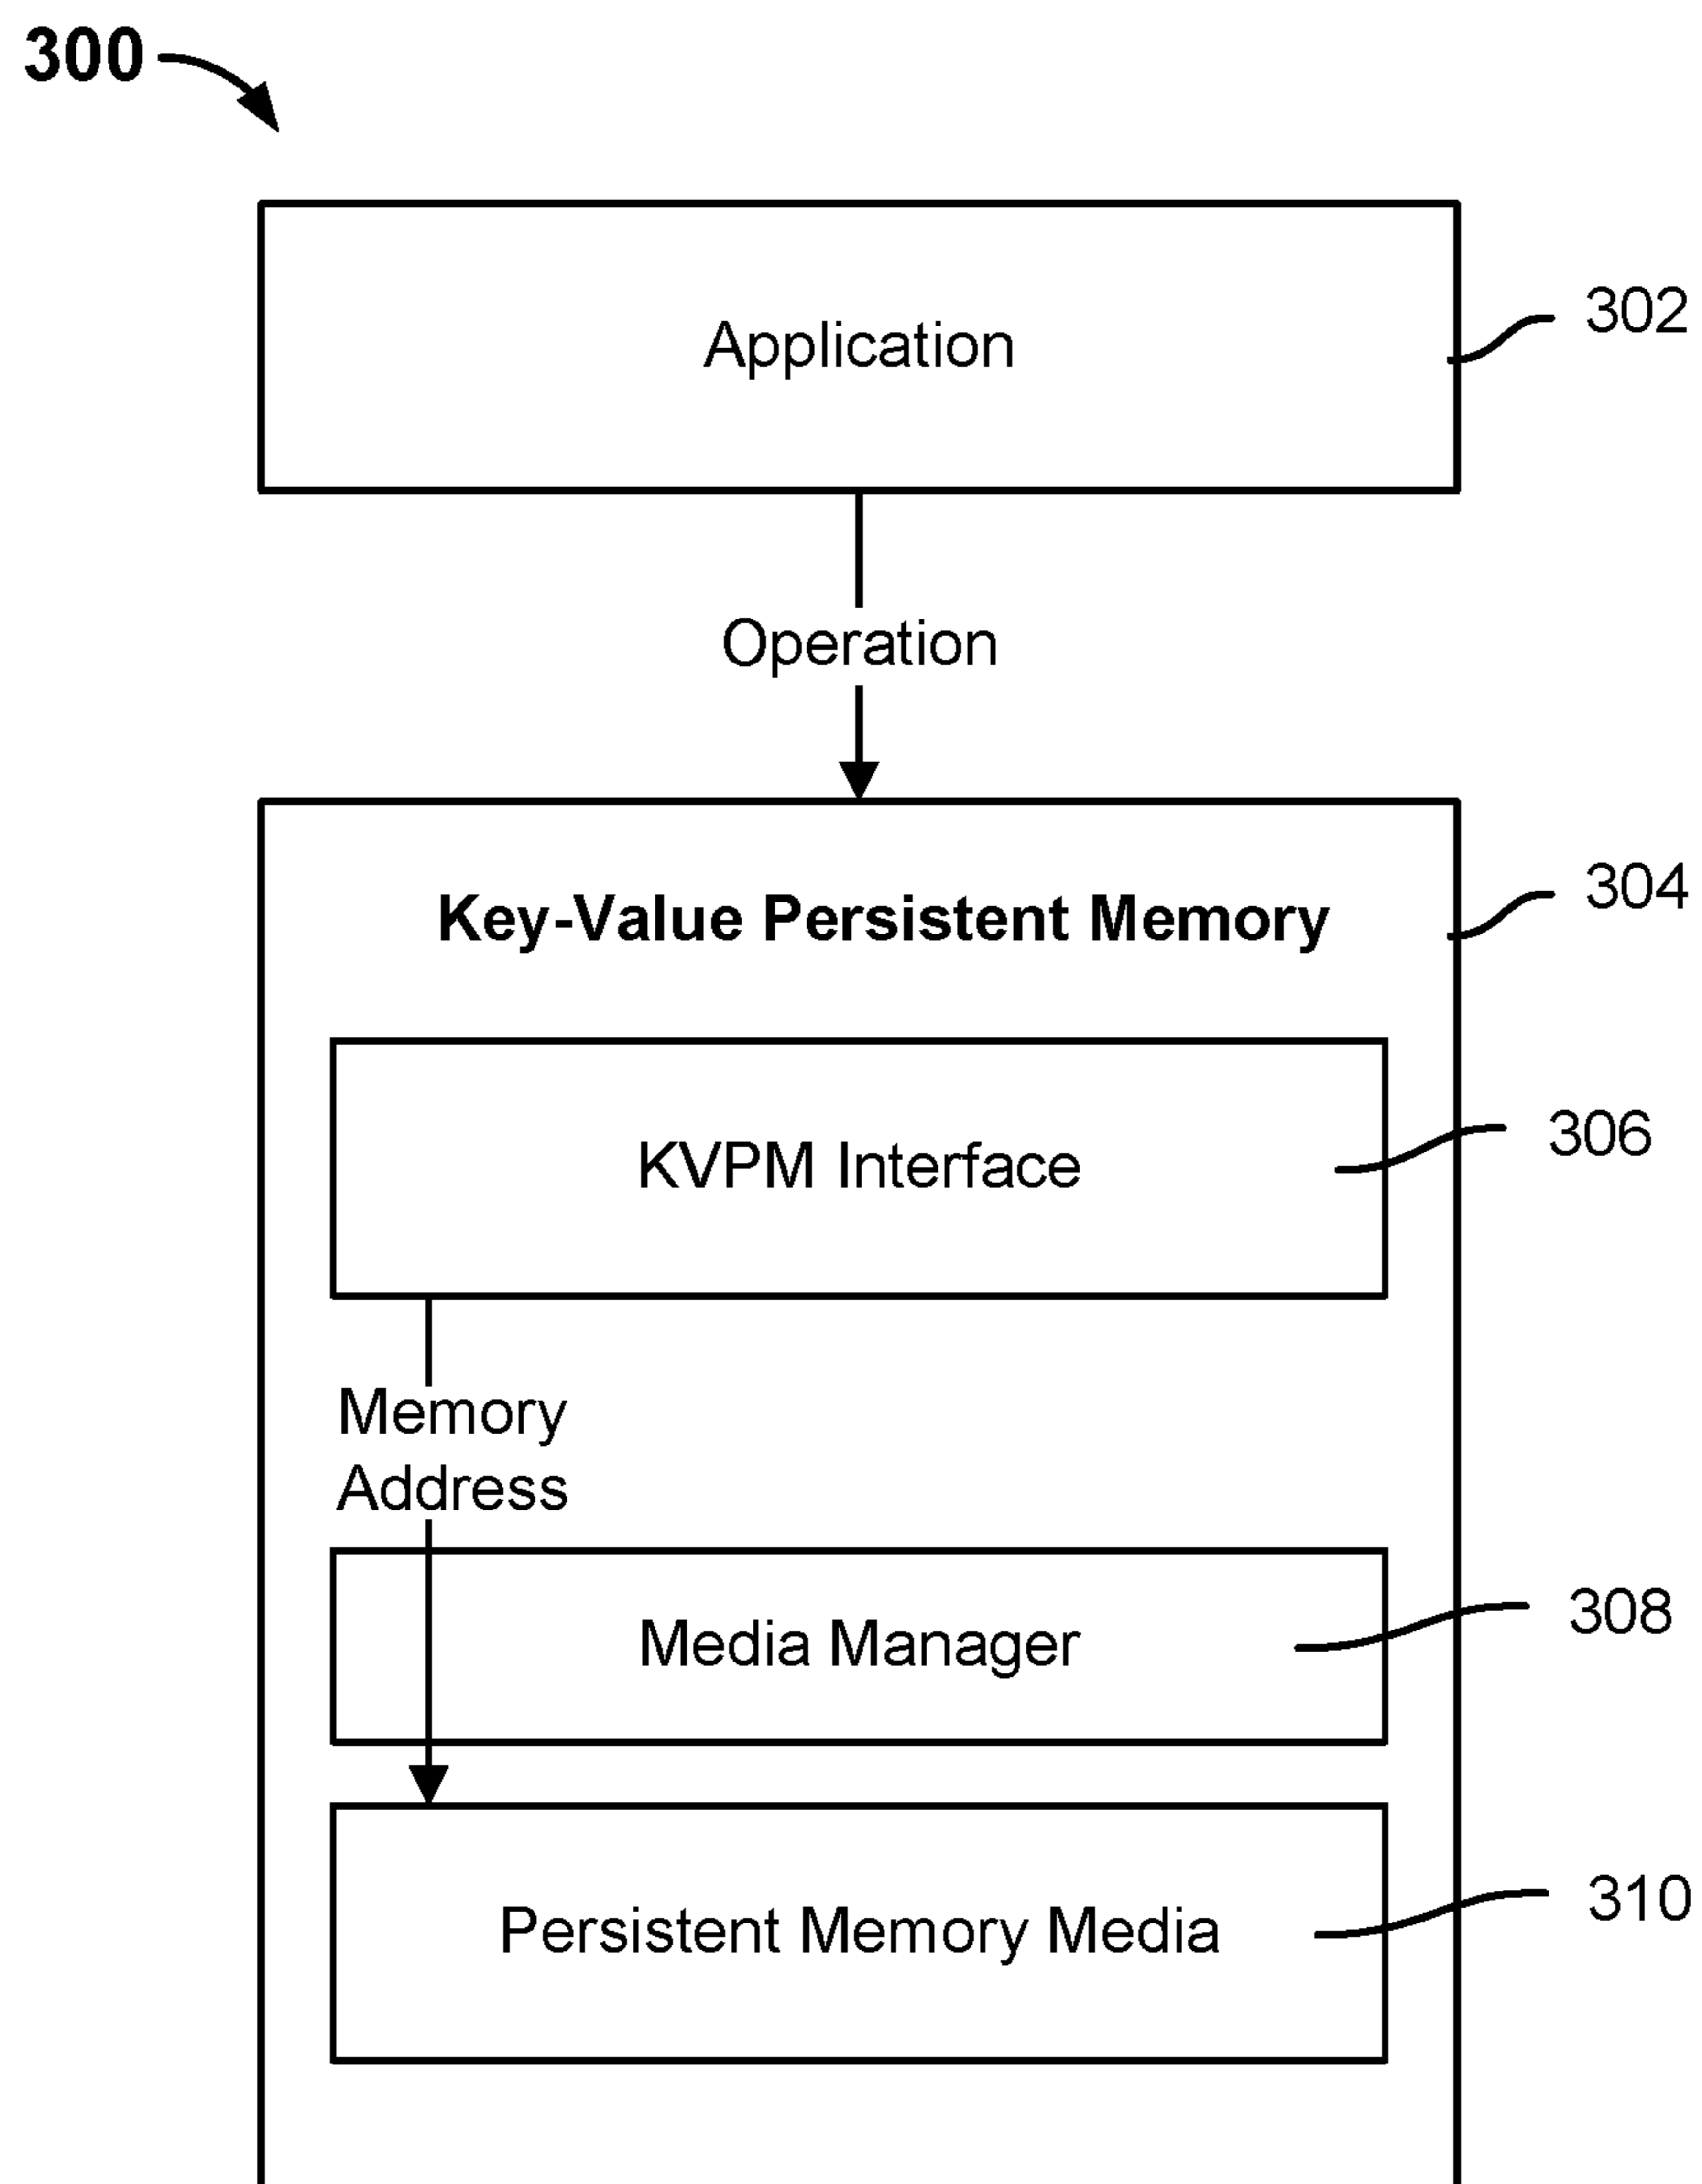 300
Application
302
Operation
Key-Value Persistent Memory
304
KVPM Interface
306
Memory
Address
Media Manager
308
Persistent Memory Media
310